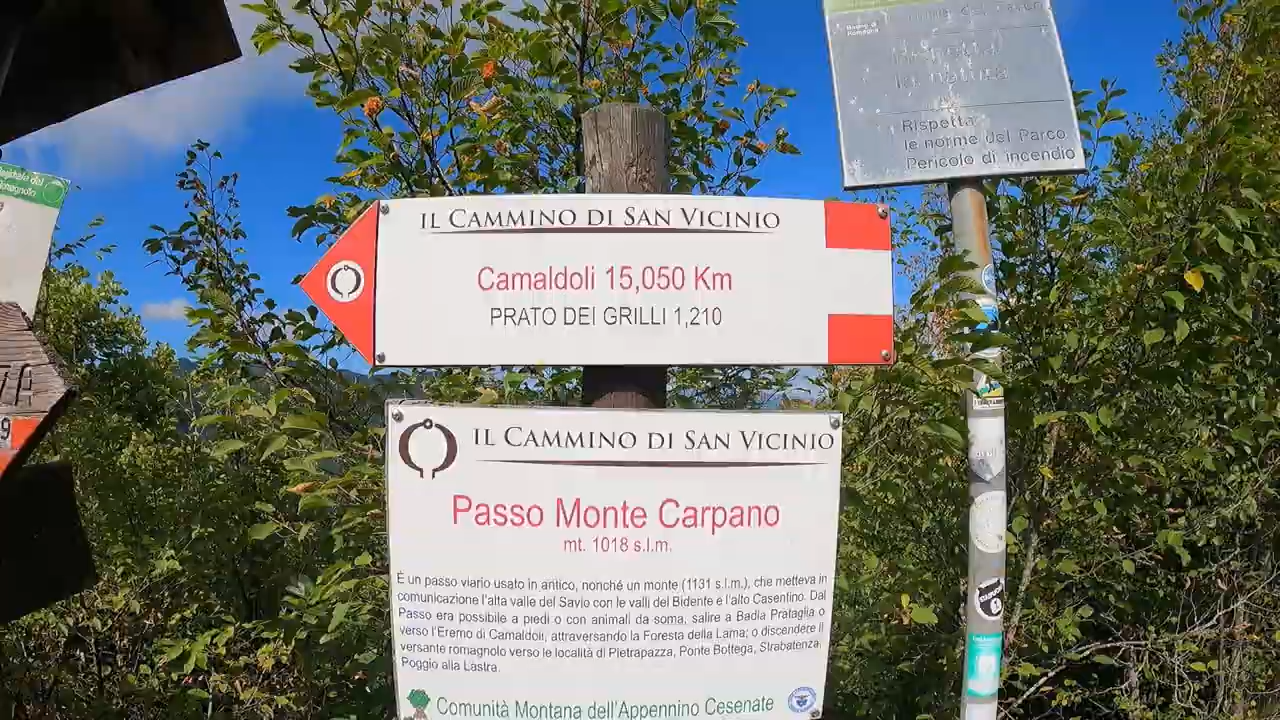 Rispetta
la natura
Rispetta
le norme del Parco
Pericolo di incendio
IL CAMMINO DI SAN VICINIO
Camaldoli 15,050 Km
PRATO DEI GRILLI 1,210
IL CAMMINO DI SAN VICINIO
Passo Monte Carpano
mt. 1018 s.l.m.
È un passo viario usato in antico, nonché un monte (1131 s.l.m.), che metteva in
comunicazione l'alta valle del Savio con le valli del Bidente e l'alto Casentino. Dal
Passo era possibile a piedi o con animali da soma, salire a Badia Prataglia o
verso l'Eremo di Camaldoli, attraversando la Foresta della Lama; o discendere il
versante romagnolo verso le località di Pietrapazza, Ponte Bottega, Strabatenza,
Poggio alla Lastra.
Comunità Montana dell'Appennino Cesenate